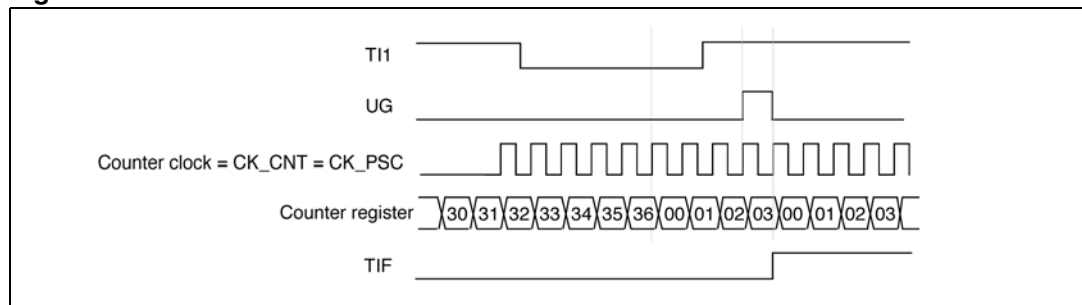 TI1
UG
Counter clock = CK_CNT = CK_PSC
Counter register 30 31 32 33 34 35 36 00 01 02 03 00 01 02 03
TIF